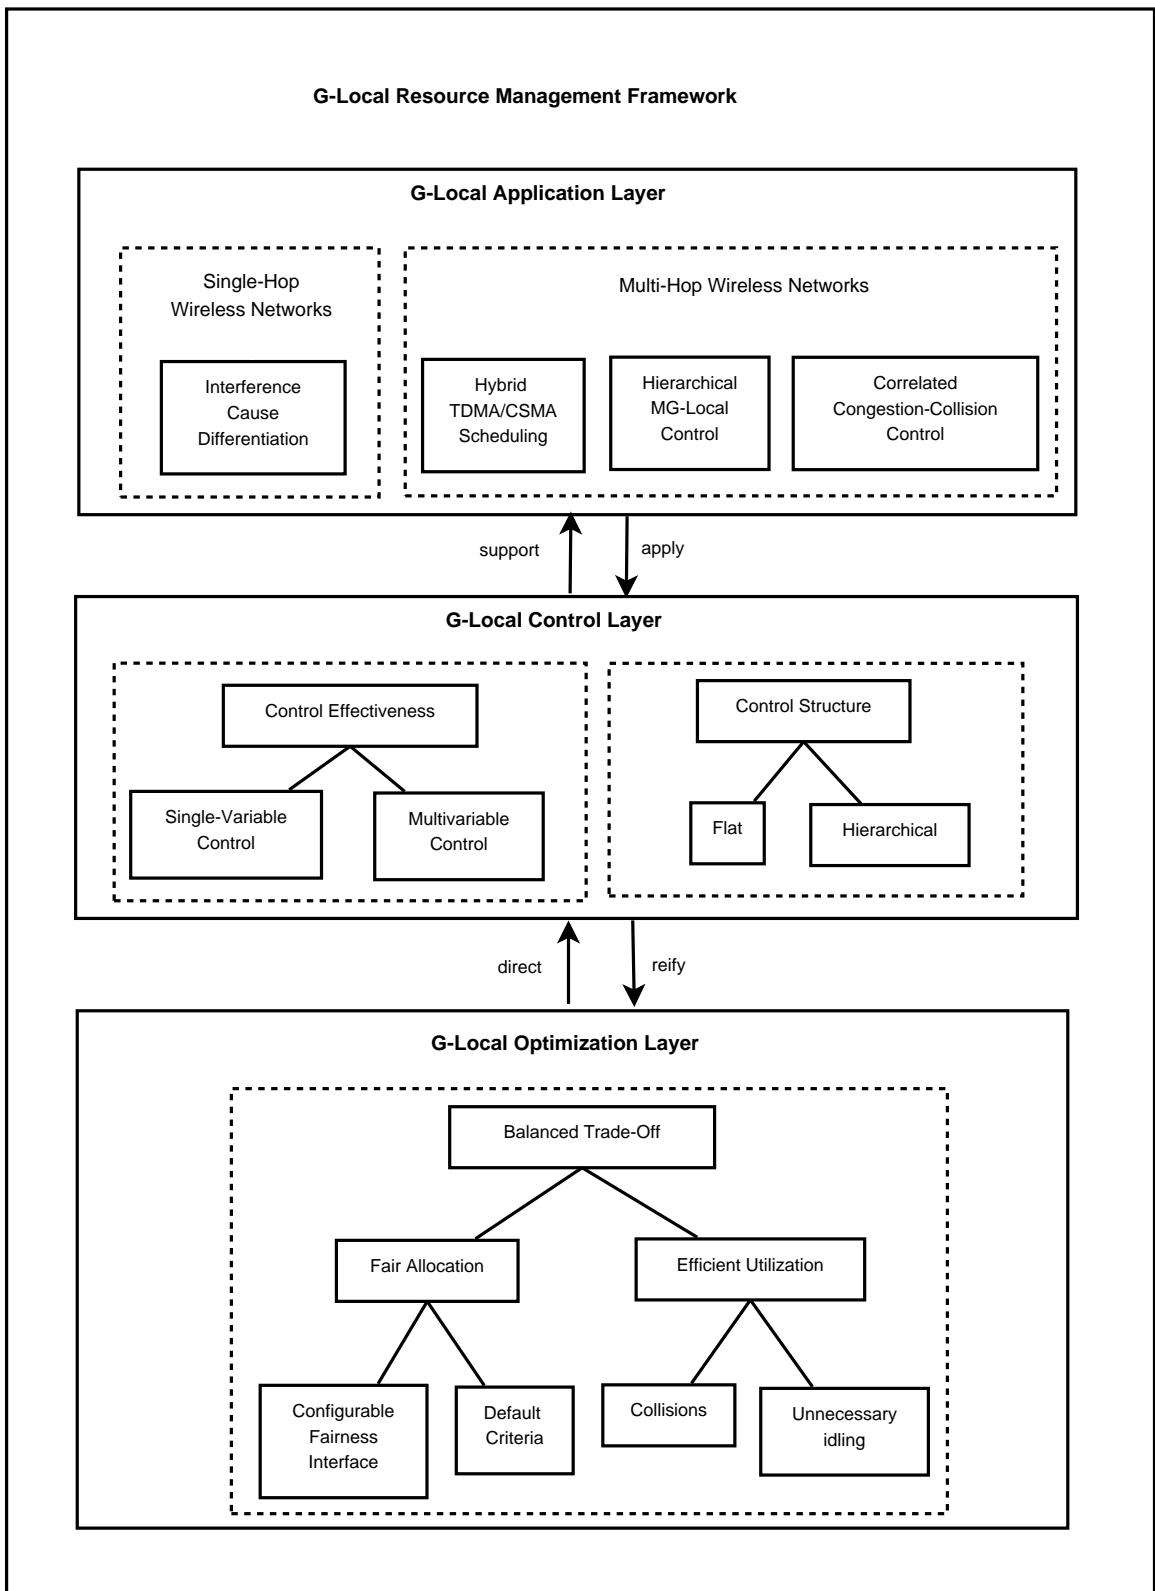 G-Local Resource Management Framework
G-Local Application Layer
Single-Hop
Wireless Networks
Interference
Cause
Differentiation
Multi-Hop Wireless Networks
Hybrid
TDMA/CSMA
Scheduling
Hierarchical
MG-Local
Control
Correlated
Congestion-Collision
Control
support
apply
G-Local Control Layer
Control Effectiveness
Single-Variable
Control
Multivariable
Control
Control Structure
Flat
Hierarchical
direct
reify
G-Local Optimization Layer
Balanced Trade-Off
Fair Allocation
Efficient Utilization
Configurable
Fairness
Interface
Default
Criteria
Collisions
Unnecessary
idling